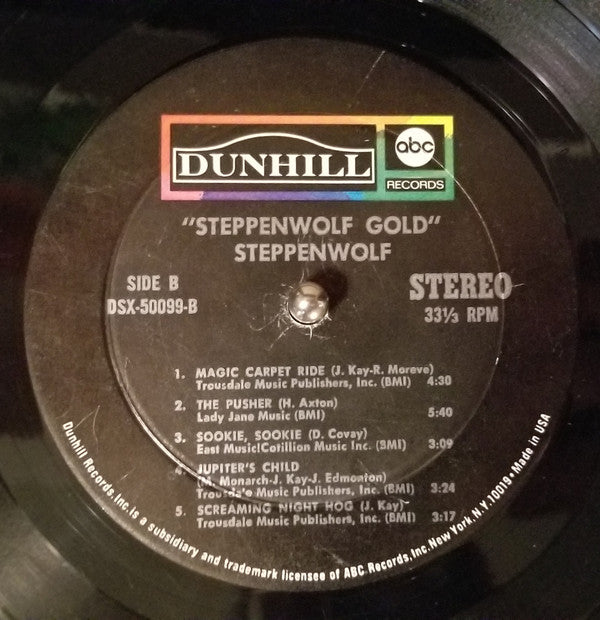 DUNHILL
abc
RECORDS
"STEPPENWOLF GOLD"
STEPPENWOLF
SIDE B
DSX-50099-B
STEREO
33⅓ RPM
1. MAGIC CARPET RIDE (J. Kay-R. Moreve)
Trousdale Music Publishers, Inc. (BMI) 4:30
2. THE PUSHER (H. Axton)
Lady Jane Music (BMI) 5:40
3. SOOKIE, SOOKIE (D. Covay)
East Music!Cotillion Music Inc. (BMI) 3:09
4. JUPITER'S CHILD
(M. Monarch-J. Kay-J. Edmonton)
Trousdale Music Publishers, Inc. (BMI) 3:24
5. SCREAMING NIGHT HOG (J. Kay)
Trousdale Music Publishers, Inc. (BMI) 3:17
Dunhill Records, Inc. is a subsidiary and trademark licensee of ABC Records, Inc. New York, N.Y. 10019 • Made in USA